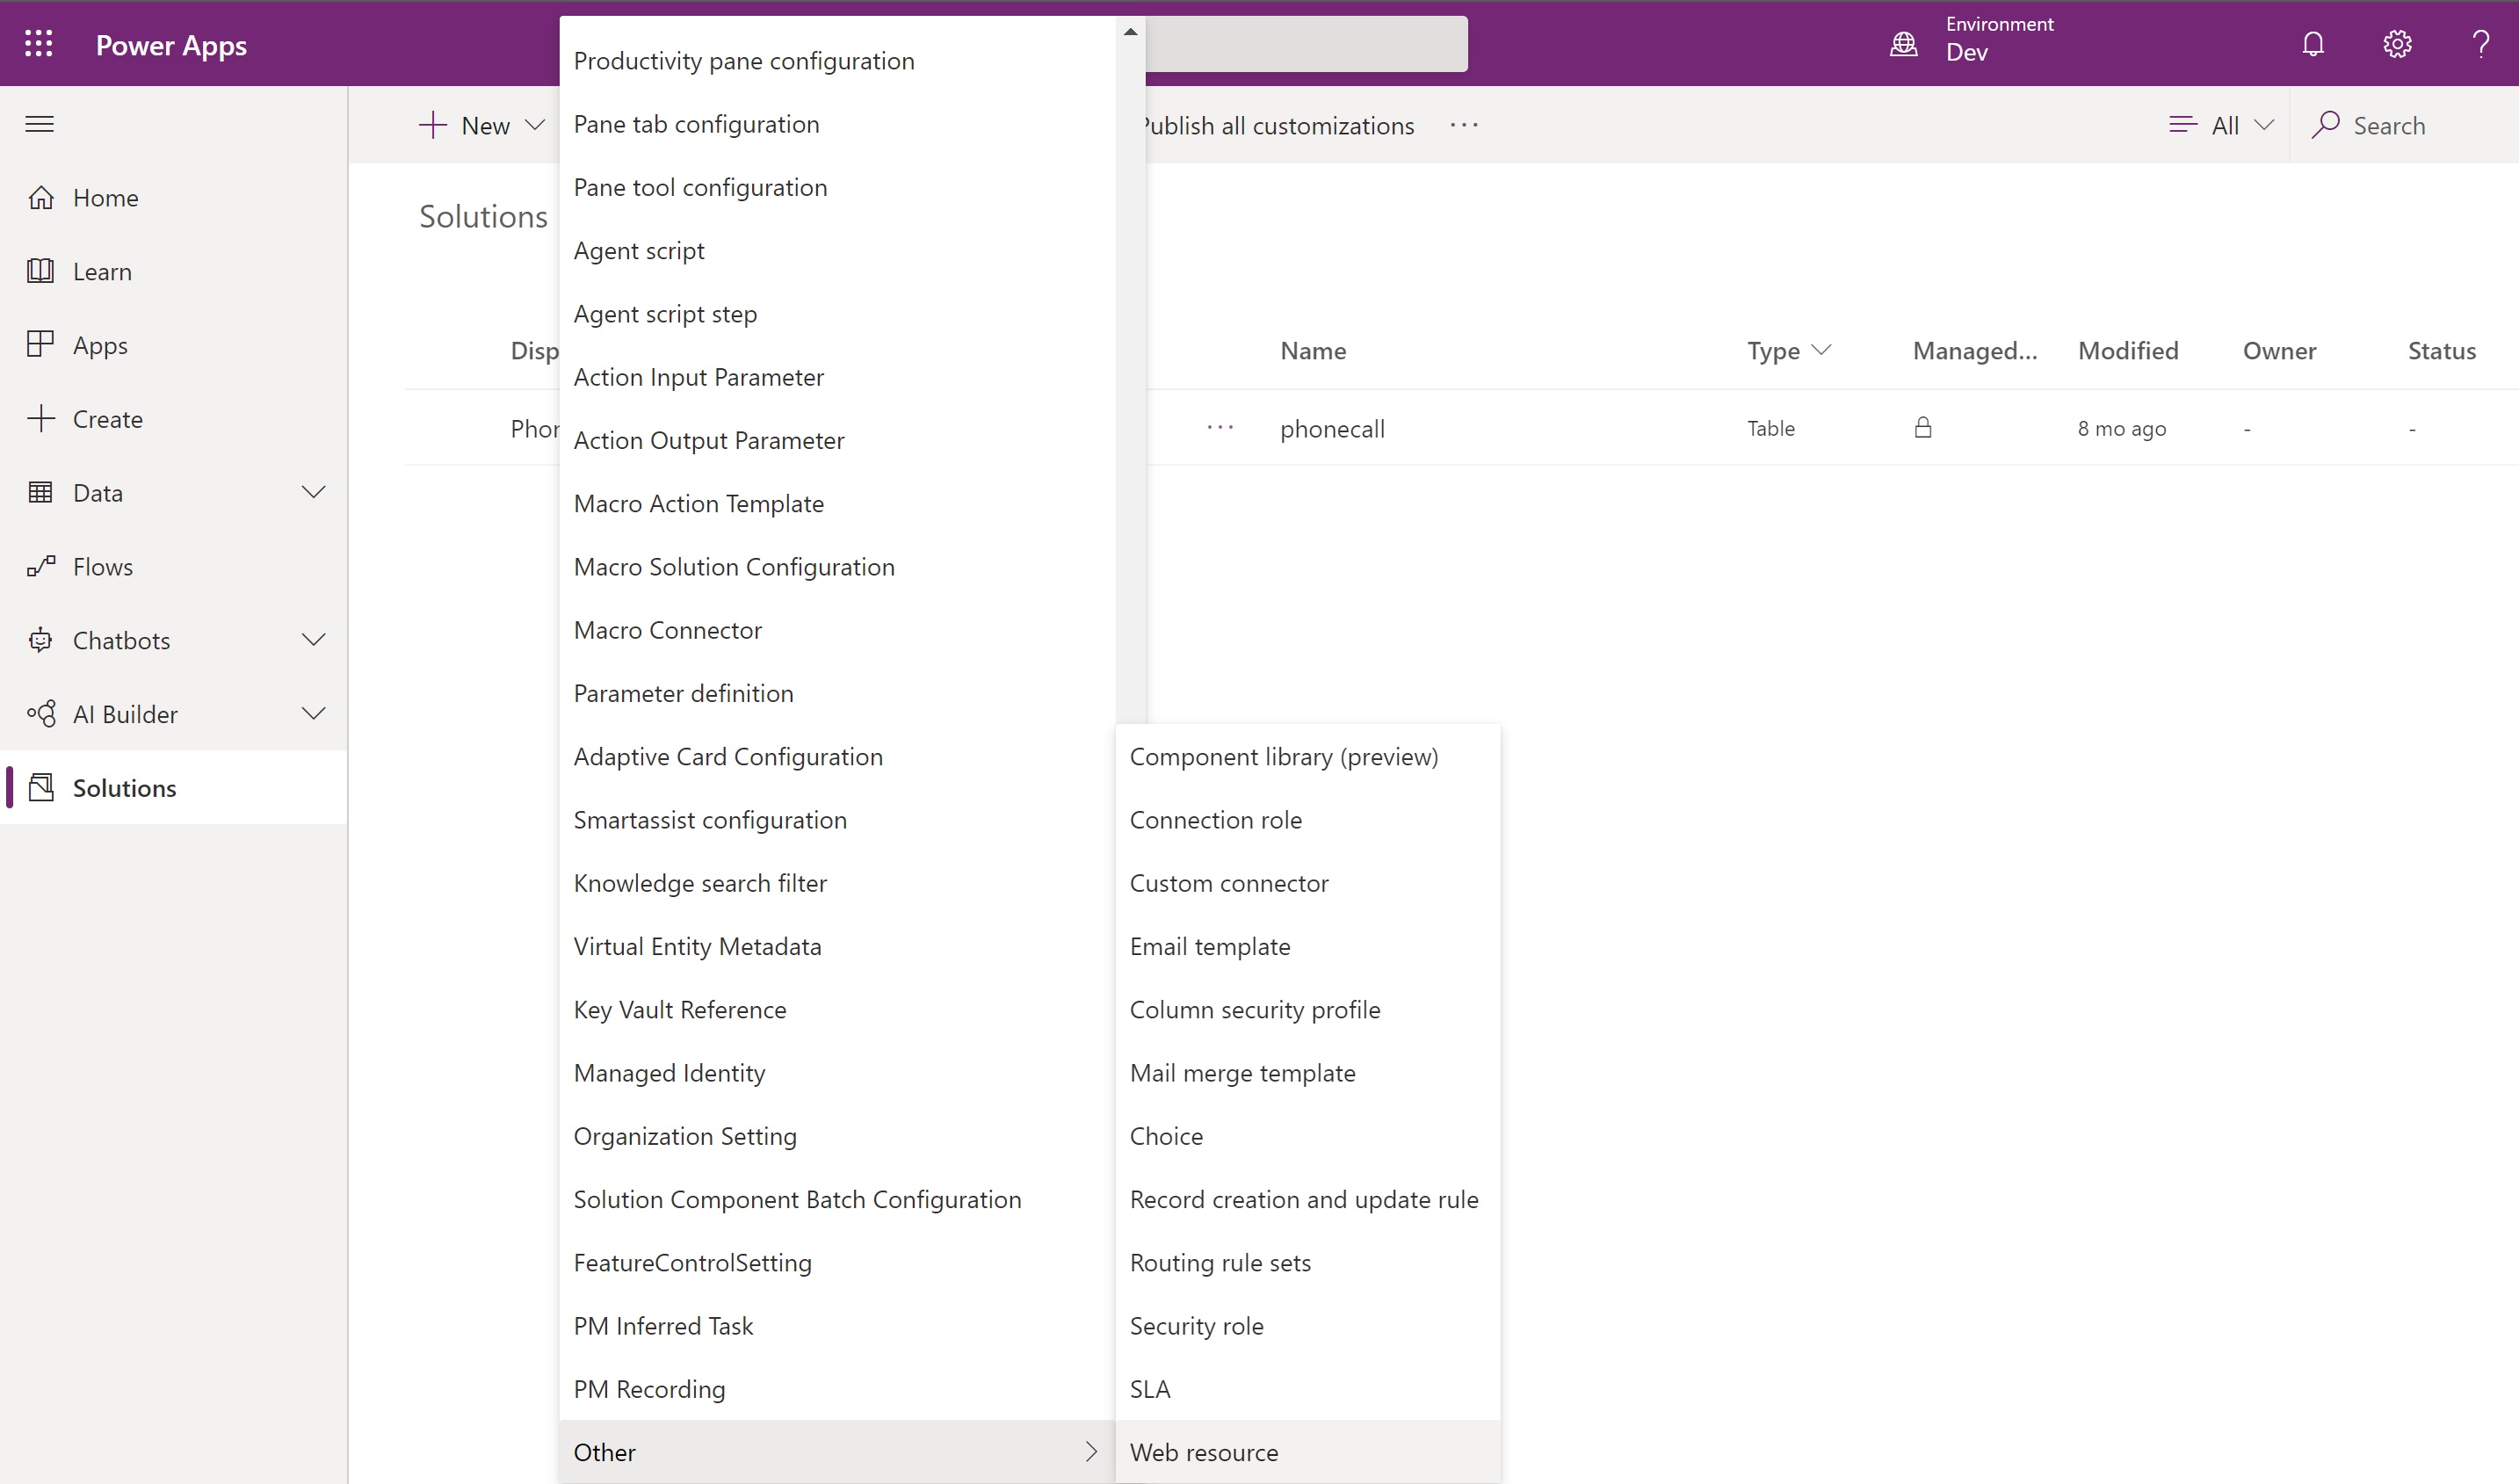 Power Apps
Environment
Dev
New
Publish all customizations
All
Search
Home
Learn
Apps
Create
Data
Flows
Chatbots
AI Builder
Solutions
Solutions
Disp
Name
Type
Managed...
Modified
Owner
Status
Phon
phonecall
Table
8 mo ago
-
-
Productivity pane configuration
Pane tab configuration
Pane tool configuration
Agent script
Agent script step
Action Input Parameter
Action Output Parameter
Macro Action Template
Macro Solution Configuration
Macro Connector
Parameter definition
Adaptive Card Configuration
Smartassist configuration
Knowledge search filter
Virtual Entity Metadata
Key Vault Reference
Managed Identity
Organization Setting
Solution Component Batch Configuration
FeatureControlSetting
PM Inferred Task
PM Recording
Other
Component library (preview)
Connection role
Custom connector
Email template
Column security profile
Mail merge template
Choice
Record creation and update rule
Routing rule sets
Security role
SLA
Web resource